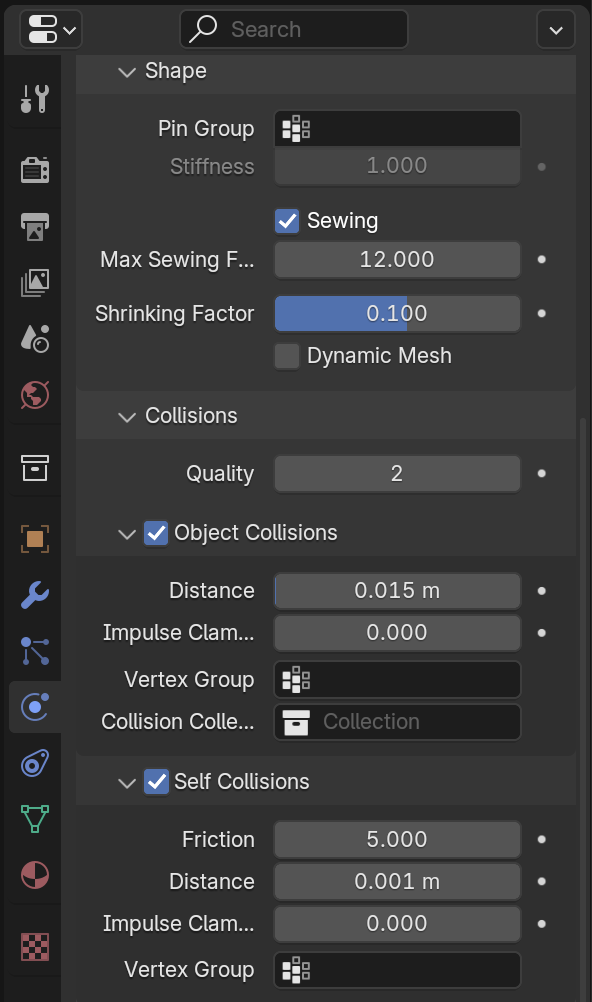 Search
Shape
Pin Group
Stiffness 1.000
Sewing
Max Sewing F... 12.000
Shrinking Factor 0.100
Dynamic Mesh
Collisions
Quality 2
Object Collisions
Distance 0.015 m
Impulse Clam... 0.000
Vertex Group
Collision Colle... Collection
Self Collisions
Friction 5.000
Distance 0.001 m
Impulse Clam... 0.000
Vertex Group